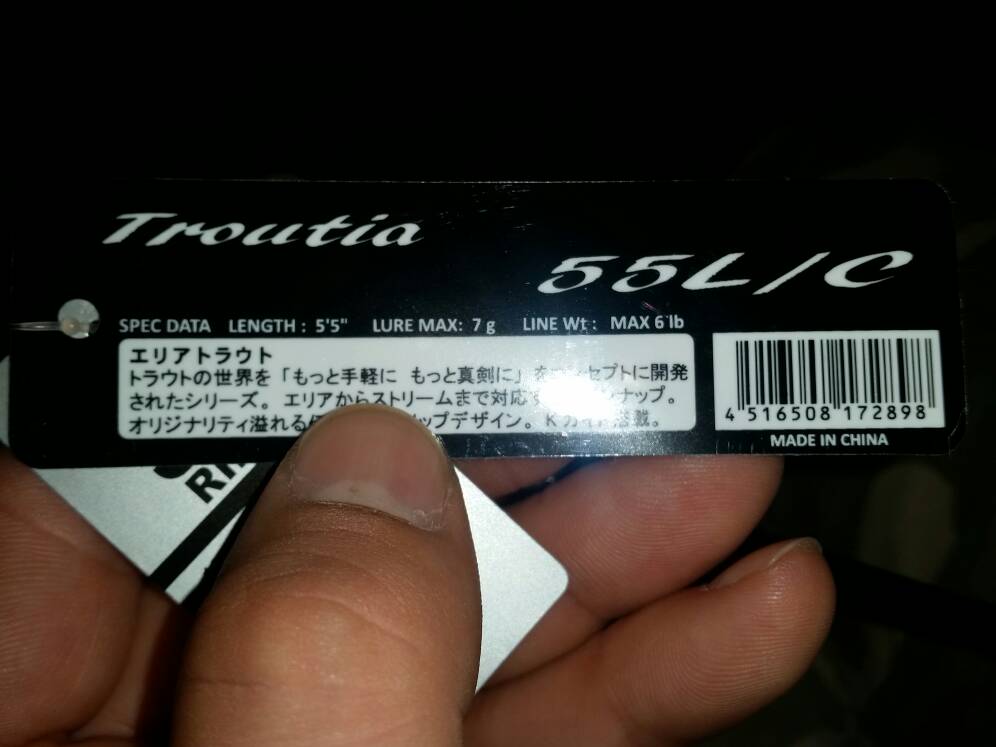 Troutia
55L/C
SPEC DATA LENGTH : 5'5" LURE MAX: 7 g LINE Wt : MAX 6 lb
エリアトラウト
トラウトの世界を「もっと手軽に もっと真剣に」を セプトに開発
されたシリーズ。エリアからストリームまで対応す ナップ。
オリジナリティ溢れる ップデザイン。Kガイド搭載。
4 516508 172898
MADE IN CHINA
RI